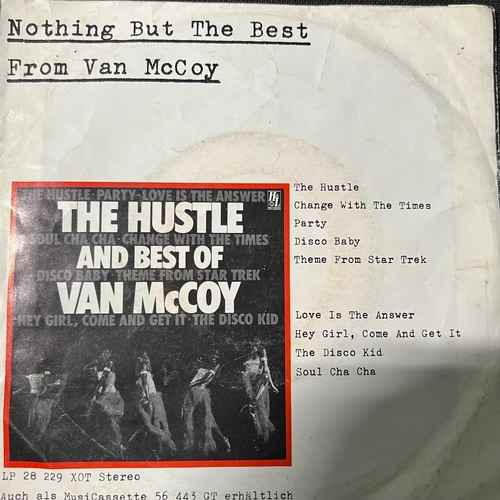 Nothing But The Best
From Van McCoy
THE HUSTLE·PARTY·LOVE IS THE ANSWER
THE HUSTLE
SOUL CHA CHA·CHANGE WITH THE TIMES
AND BEST OF
DISCO BABY·THEME FROM STAR TREK
VAN McCOY
HEY GIRL, COME AND GET IT·THE DISCO KID
The Hustle
Change With The Times
Party
Disco Baby
Theme From Star Trek
Love Is The Answer
Hey Girl, Come And Get It
The Disco Kid
Soul Cha Cha
LP 28 229 XOT Stereo
Auch als MusiCassette 56 443 GT erhältlich